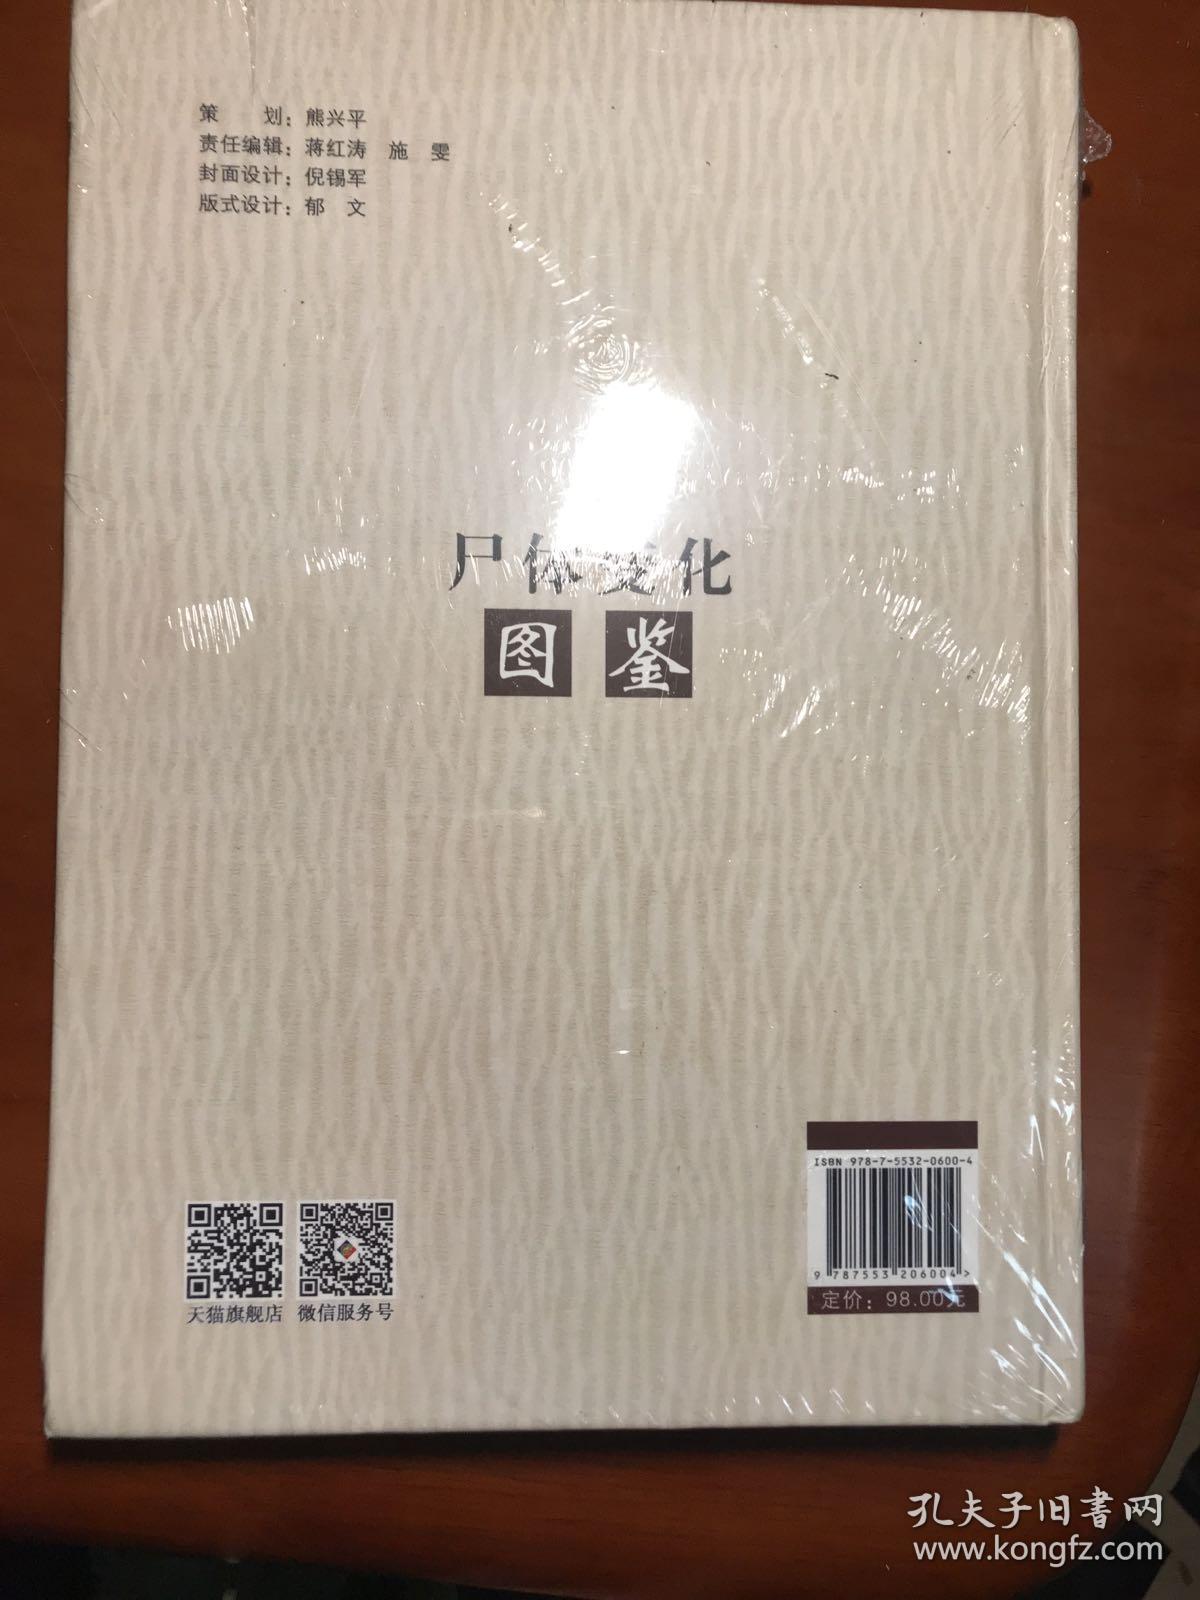 策　　划：熊兴平
责任编辑：蒋红涛　施　雯
封面设计：倪锡军
版式设计：郁　文
尸体变化
图 鉴
ISBN 978-7-5532-0600-4
9 787553 206004 >
定价：98.00元
天猫旗舰店 微信服务号
孔夫子旧书网
www.kongfz.com